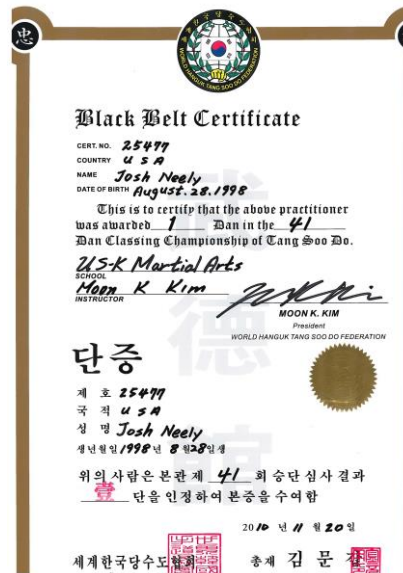 忠
WORLD HANGUK TANG SOO DO FEDERATION
Black Belt Certificate
CERT. NO. 25477
COUNTRY U S A
NAME Josh Neely
DATE OF BIRTH August. 28. 1998
This is to certify that the above practitioner
was awarded 1 Dan in the 41
Dan Classing Championship of Tang Soo Do.
U.S-K Martial Arts
SCHOOL
Moon K Kim
INSTRUCTOR
MOON K. KIM
President
WORLD HANGUK TANG SOO DO FEDERATION
武德館
단증
제 호 25477
국 적 U S A
성 명 Josh Neely
생년월일 1998 년 8 월 28 일생
위의 사람은 본관 제 41 회 승단 심사 결과
壹 단을 인정하여 본증을 수여함
2010 년 11 월 20 일
세계한국당수도협회
총재 김 문